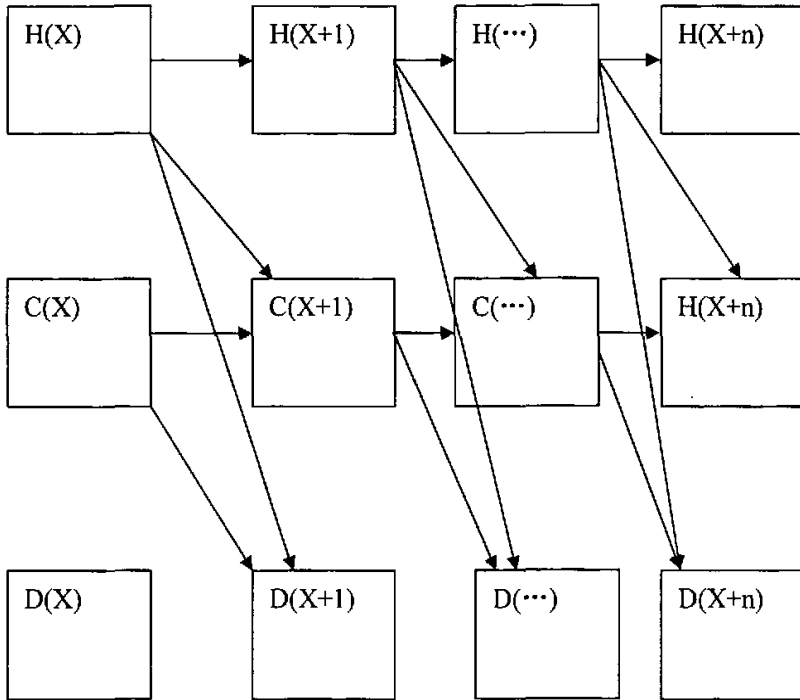 H(X) H(X+1) H(⋯) H(X+n)
C(X) C(X+1) C(⋯) H(X+n)
D(X) D(X+1) D(⋯) D(X+n)